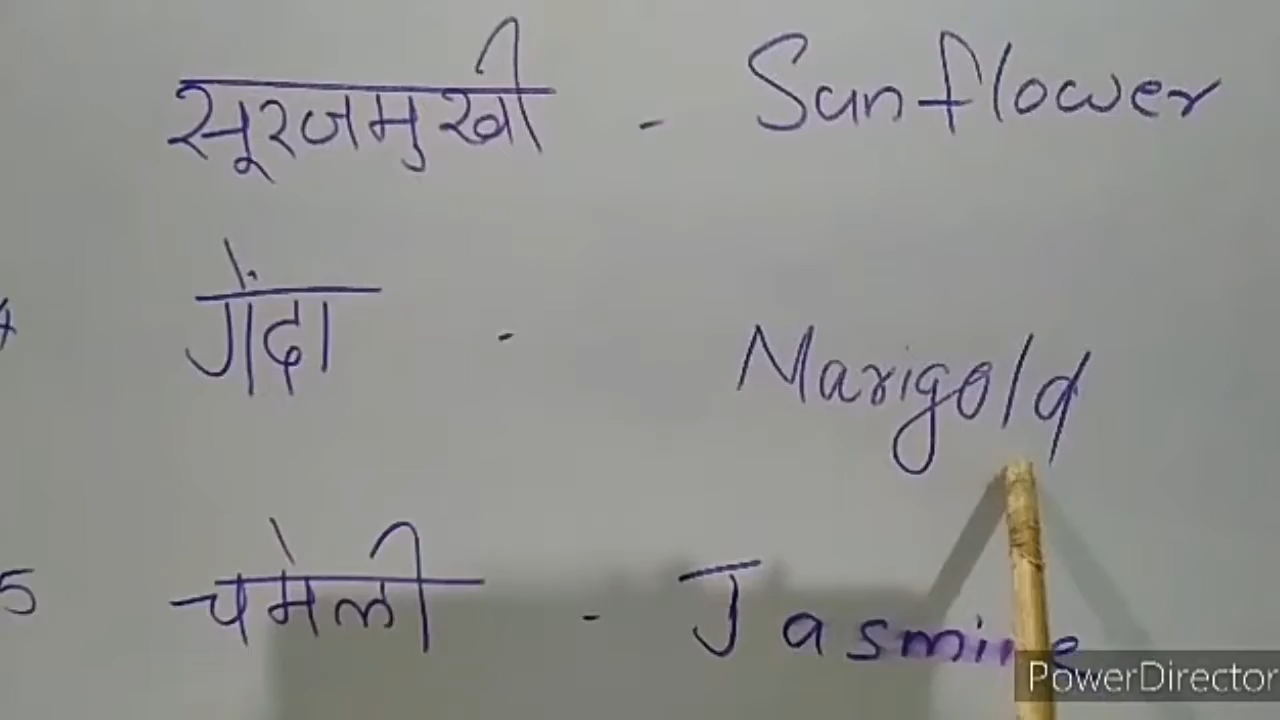 सूरजमुखी - Sunflower
गेंदा - Marigold
5 चमेली - Jasmine
PowerDirector